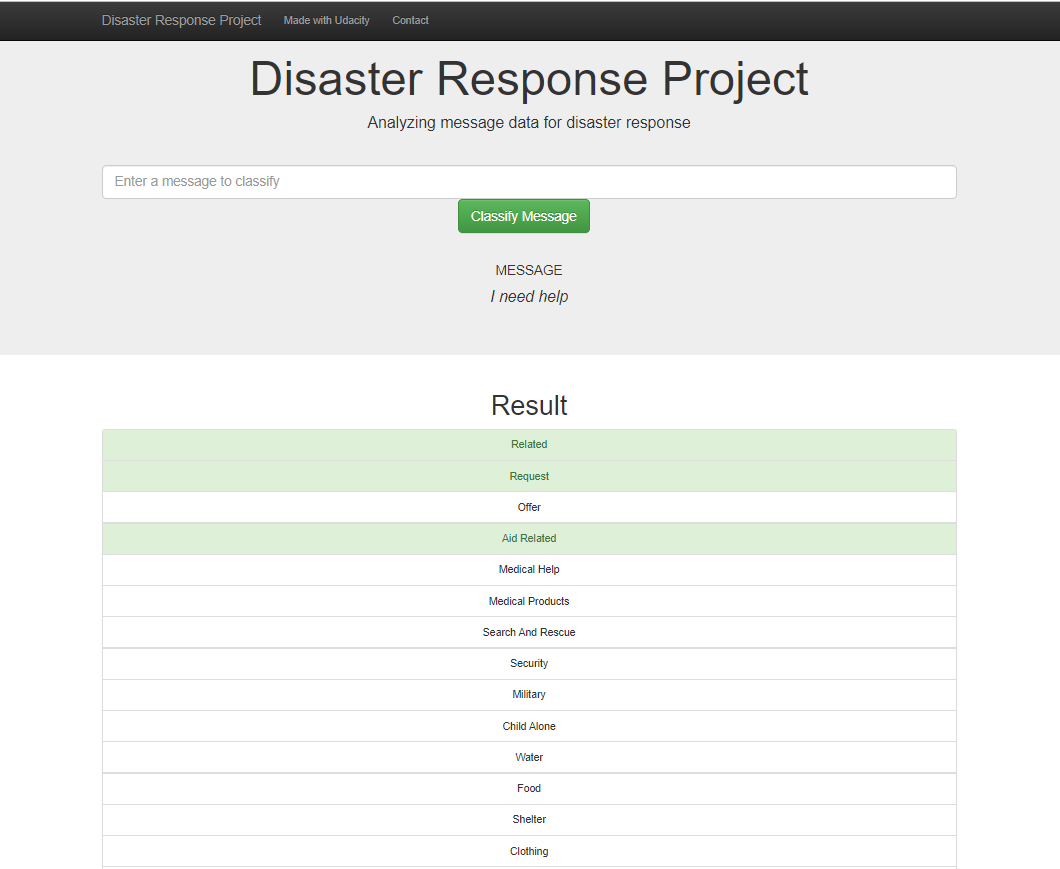 Disaster Response Project Made with Udacity Contact
Disaster Response Project
Analyzing message data for disaster response
Enter a message to classify
Classify Message
MESSAGE
I need help
Result
Related
Request
Offer
Aid Related
Medical Help
Medical Products
Search And Rescue
Security
Military
Child Alone
Water
Food
Shelter
Clothing